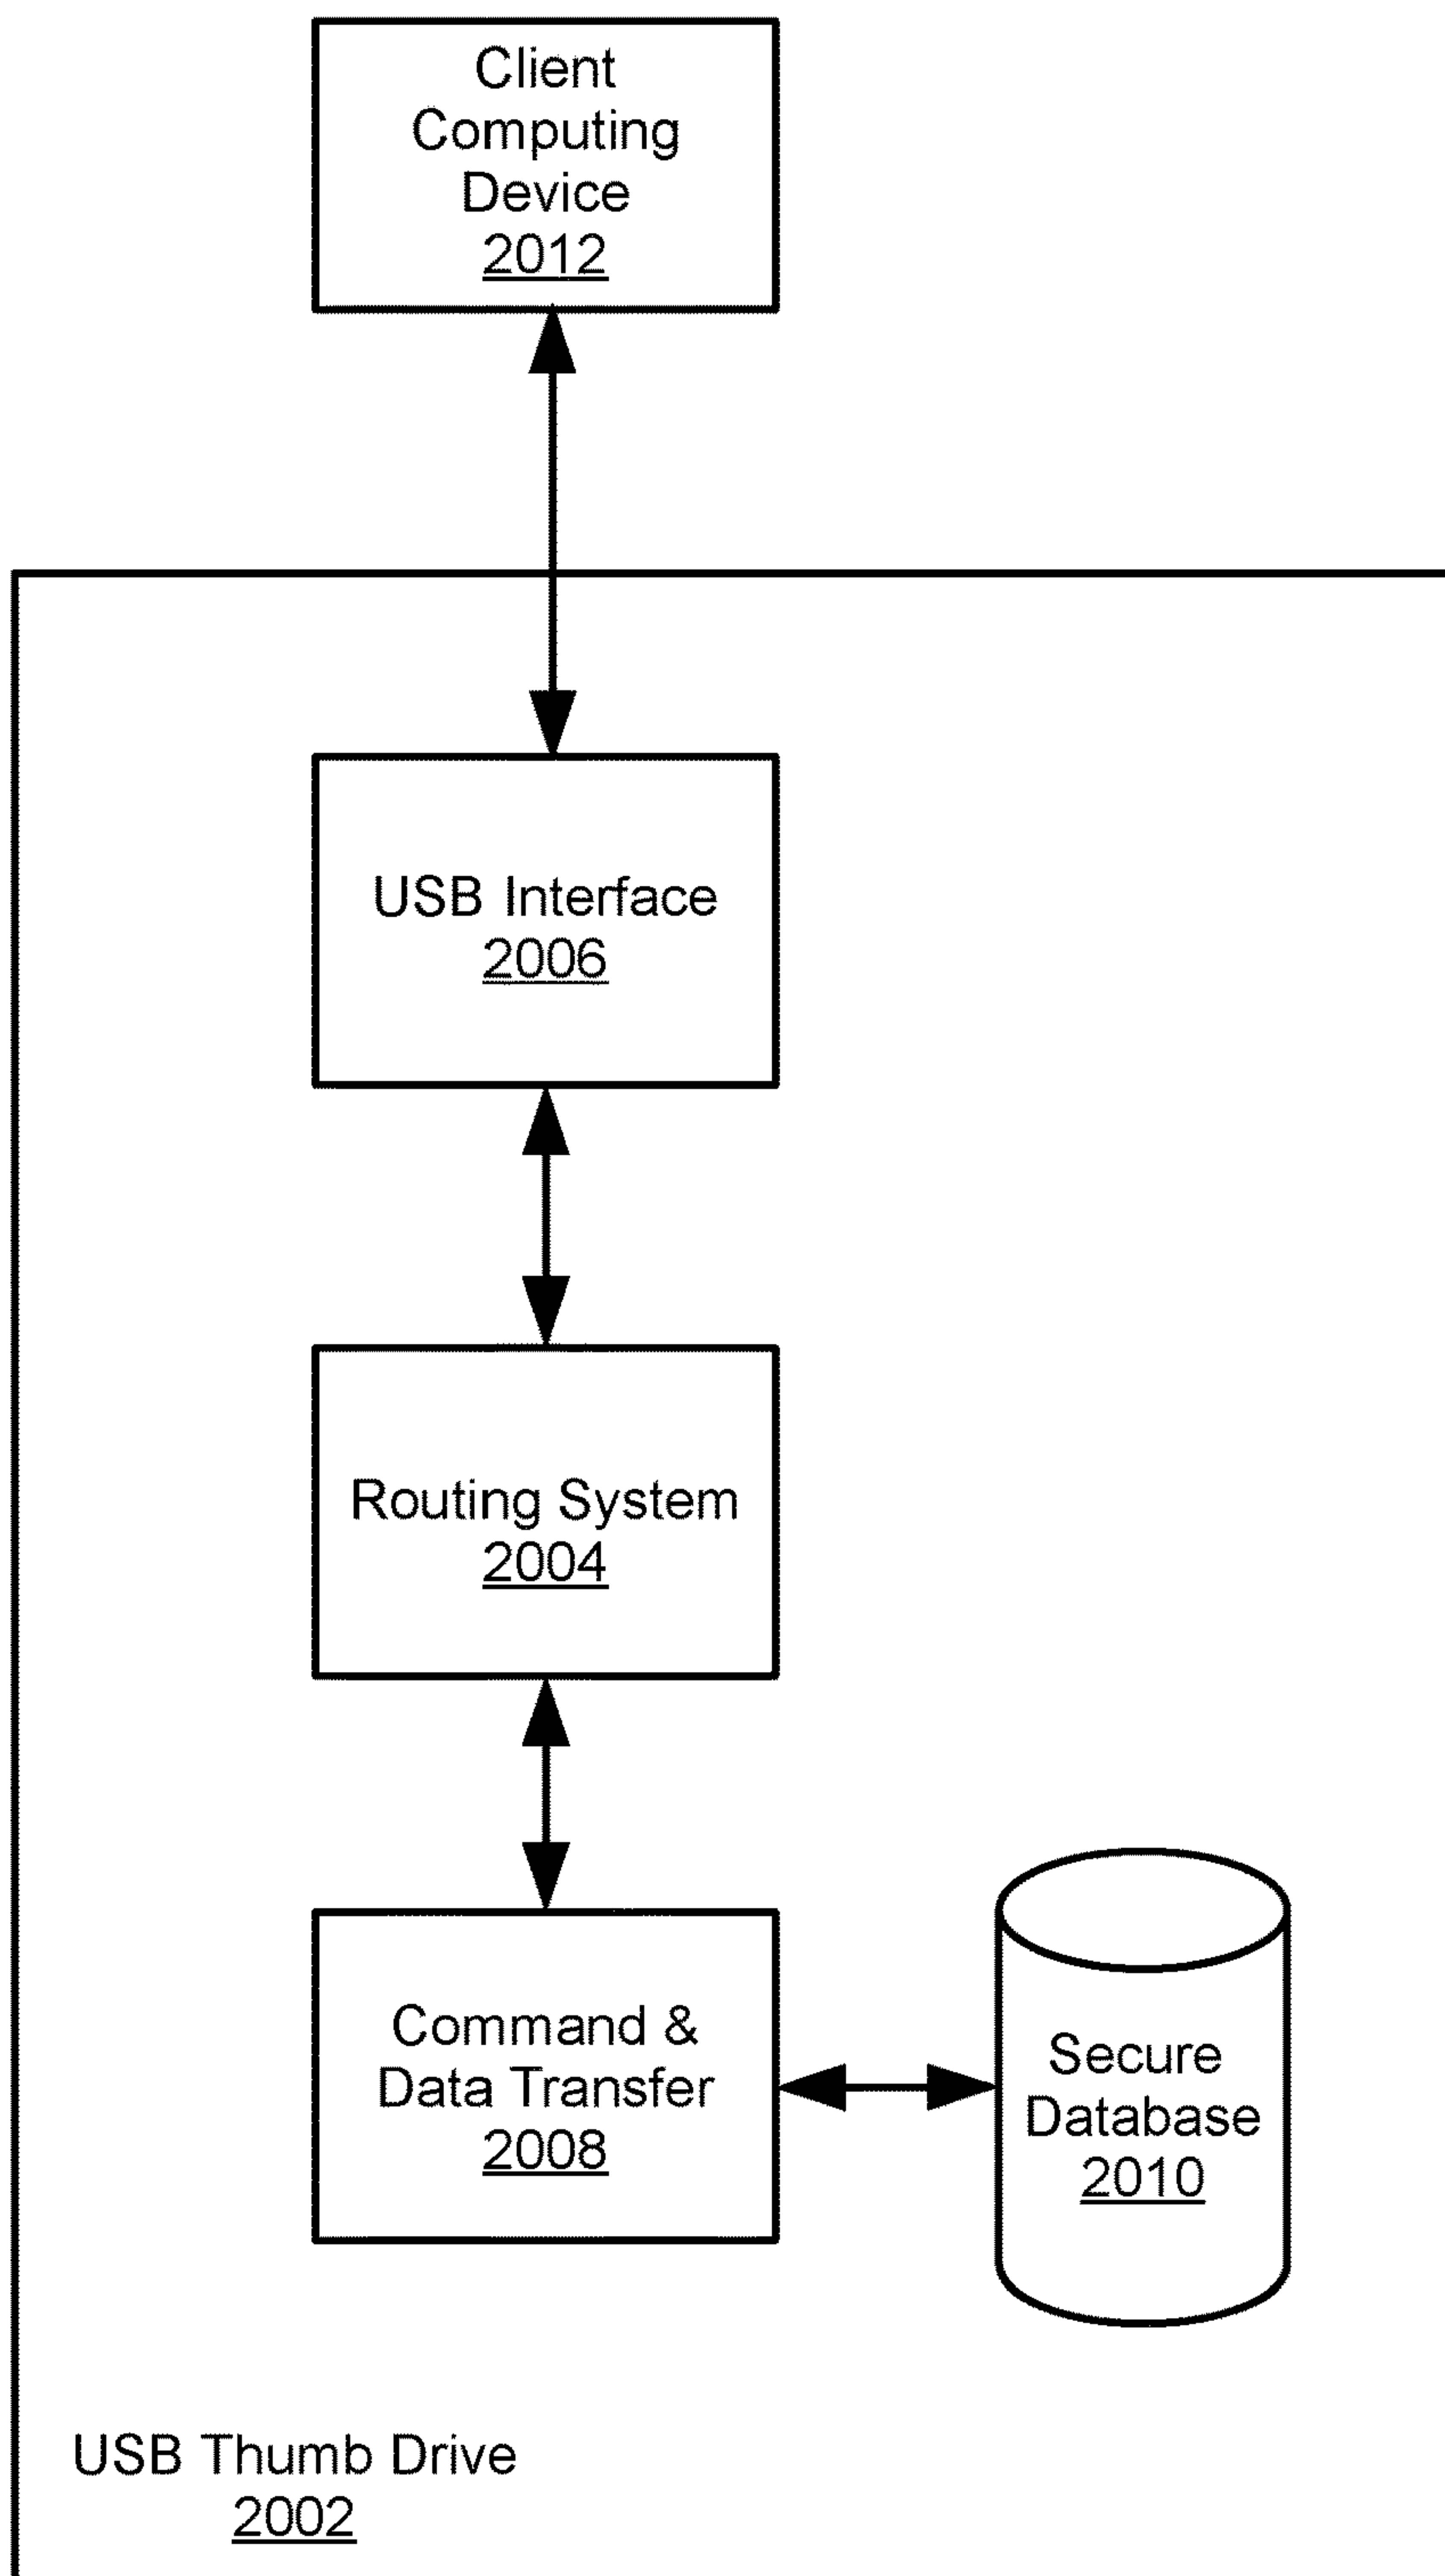 Client
Computing
Device
2012
USB Interface
2006
Routing System
2004
Command &
Data Transfer
2008
Secure
Database
2010
USB Thumb Drive
2002